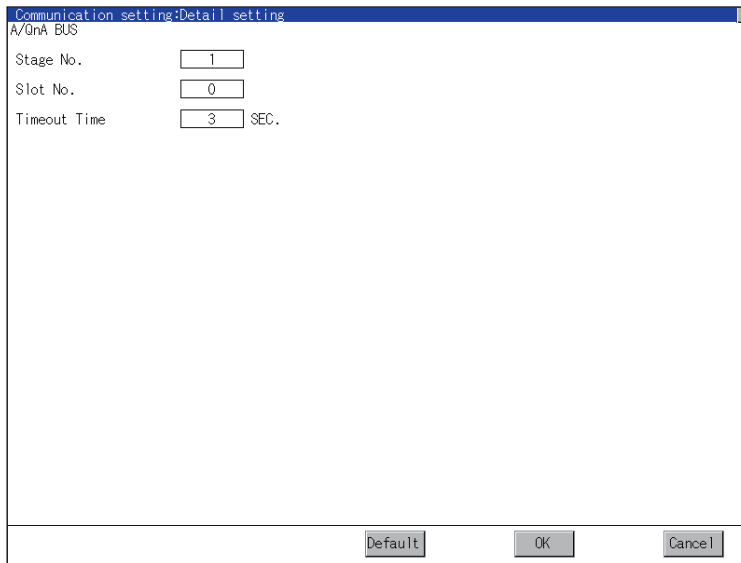 Communication setting:Detail setting
A/QnA BUS
Stage No. 1
Slot No. 0
Timeout Time 3 SEC.
Default OK Cancel